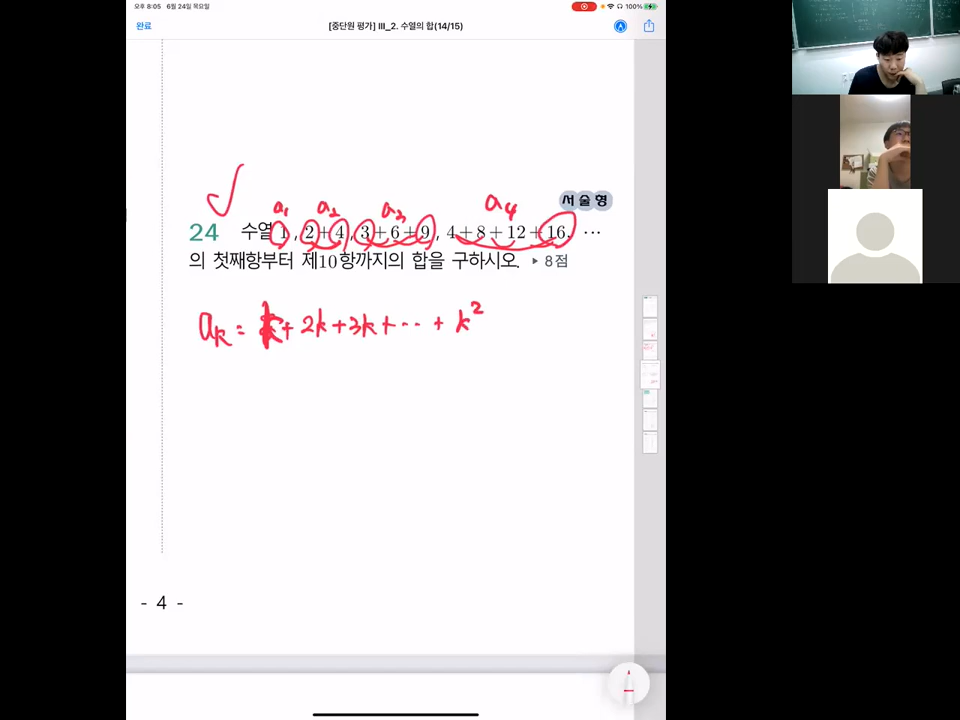 오후 8:05 6월 24일 목요일 100%
완료 [중단원 평가] III_2. 수열의 합(14/15)
서술형
a₁ a₂ a₃ a₄
24 수열 1, 2+4, 3+6+9, 4+8+12+16, ⋯
의 첫째항부터 제10항까지의 합을 구하시오. ▶ 8점
aₖ = k + 2k + 3k + ⋯ + k²
- 4 -